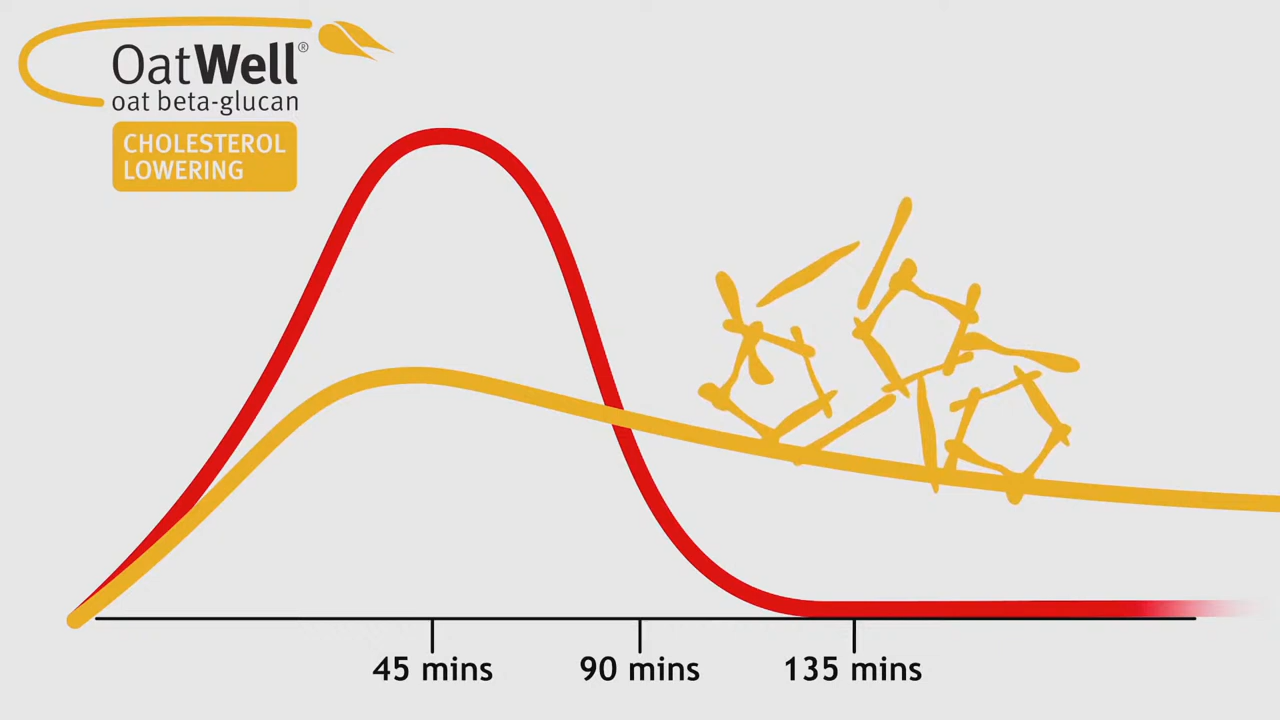 OatWell®
oat beta-glucan
CHOLESTEROL
LOWERING
45 mins
90 mins
135 mins